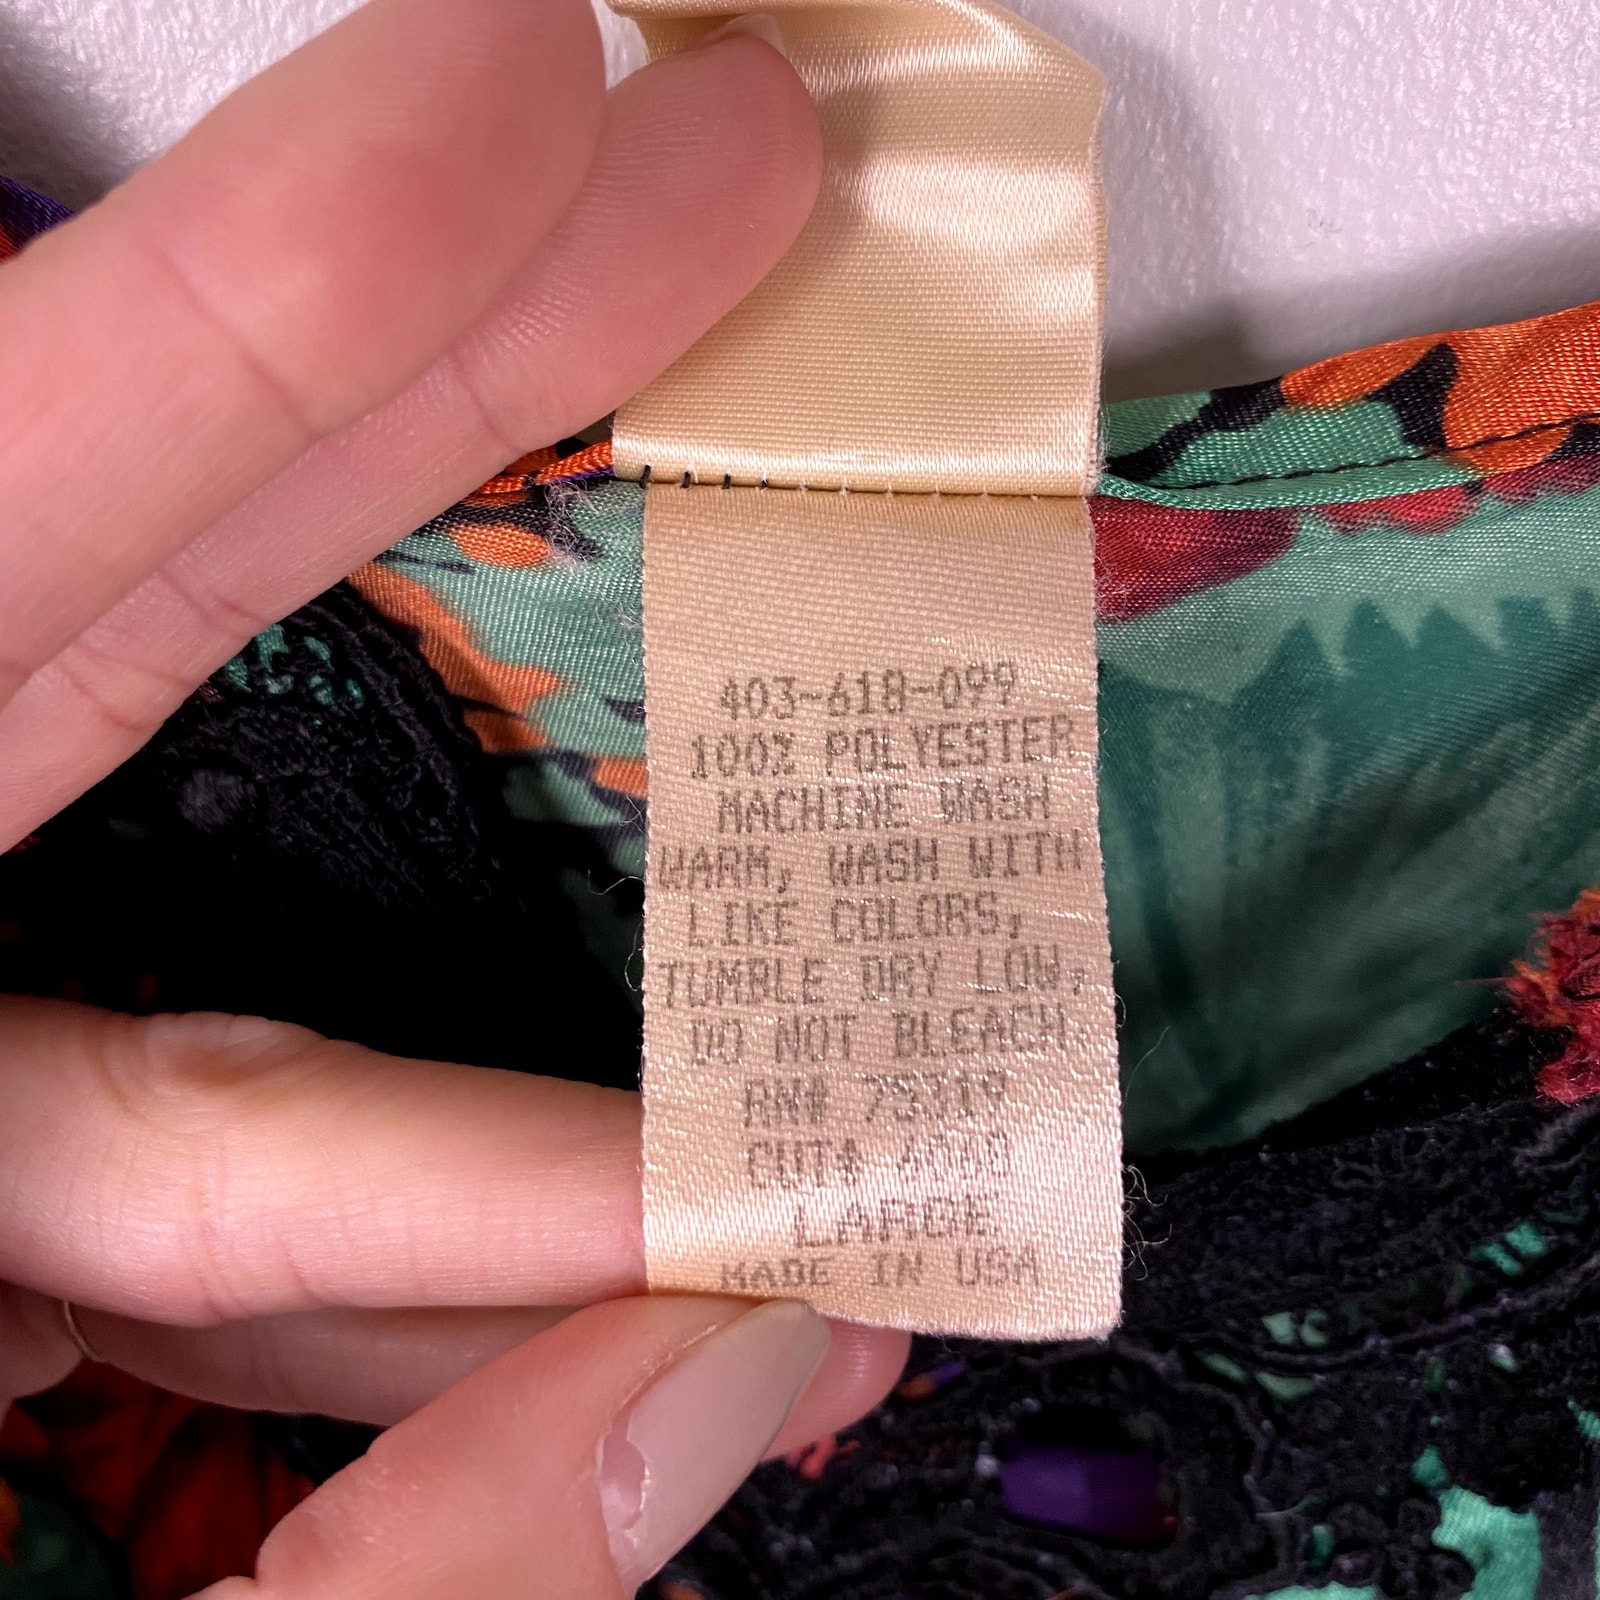 403-618-099
100% POLYESTER
MACHINE WASH
WARM, WASH WITH
LIKE COLORS,
TUMBLE DRY LOW,
DO NOT BLEACH
RN#
CUT#
LARGE
MADE IN USA